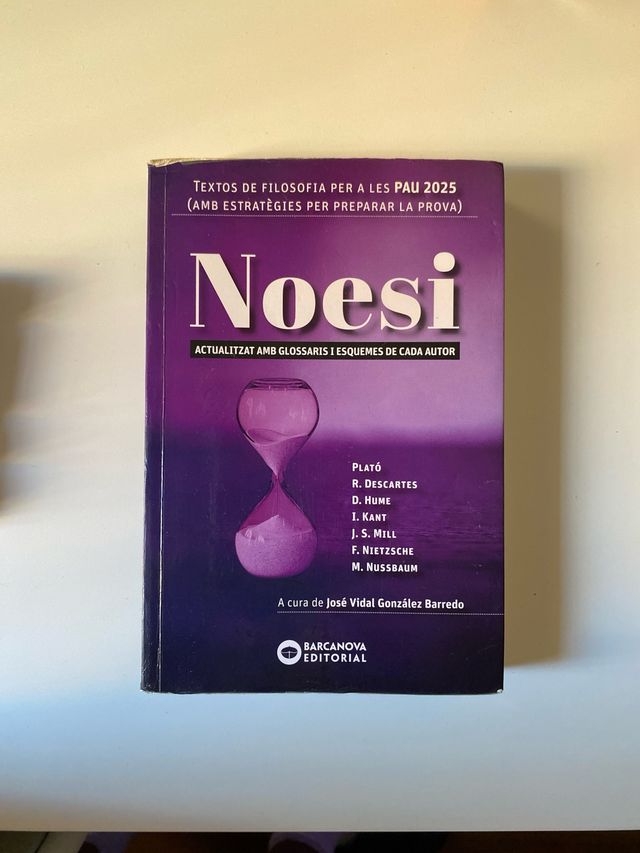 TEXTOS DE FILOSOFIA PER A LES PAU 2025
(AMB ESTRATÈGIES PER PREPARAR LA PROVA)
Noesi
ACTUALITZAT AMB GLOSSARIS I ESQUEMES DE CADA AUTOR
PLATÓ
R. DESCARTES
D. HUME
I. KANT
J. S. MILL
F. NIETZSCHE
M. NUSSBAUM
A cura de José Vidal González Barredo
BARCANOVA
EDITORIAL